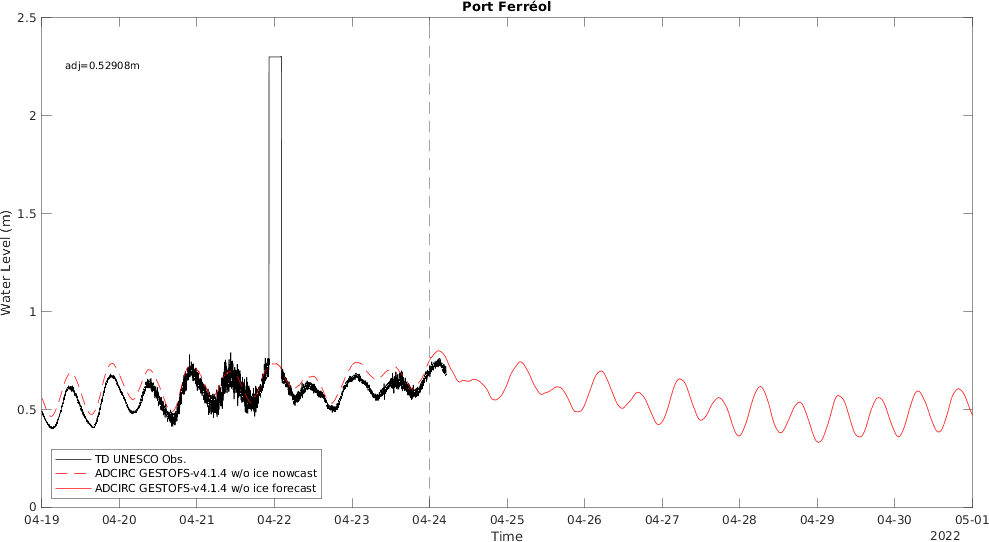 Port Ferréol
2.5
adj=0.52908m
2
1.5
Water Level (m)
1
0.5
TD UNESCO Obs.
ADCIRC GESTOFS-v4.1.4 w/o ice nowcast
ADCIRC GESTOFS-v4.1.4 w/o ice forecast
0
04-19 04-20 04-21 04-22 04-23 04-24 04-25 04-26 04-27 04-28 04-29 04-30 05-01
Time
2022